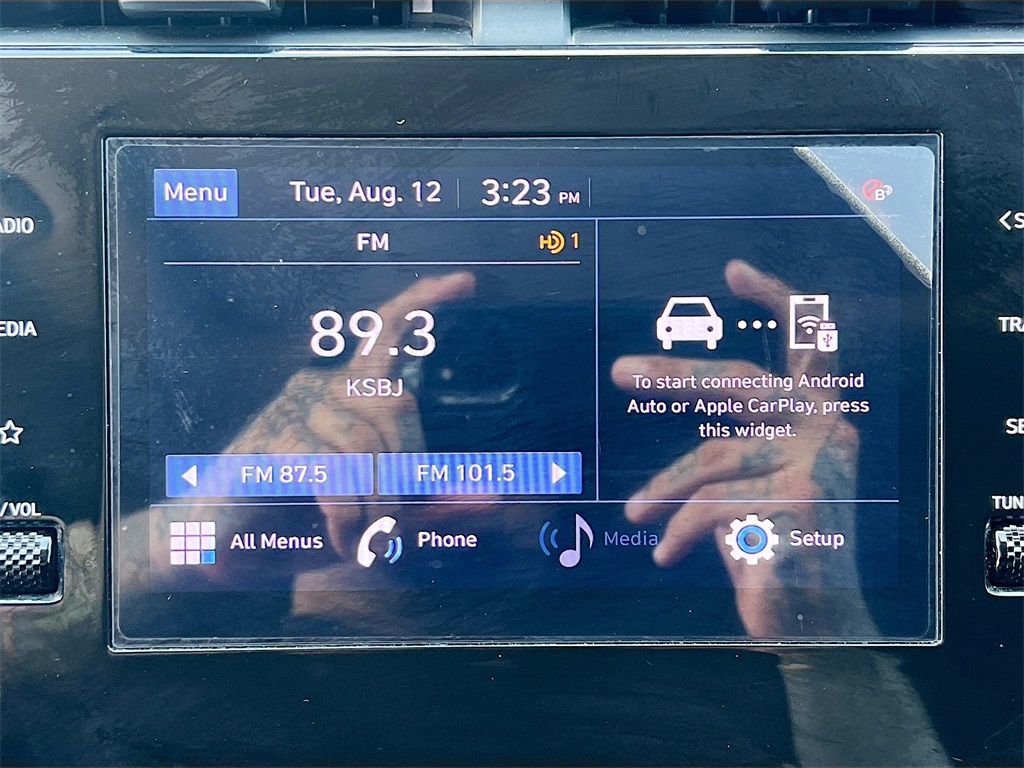 Menu
Tue, Aug. 12
3:23 PM
B
FM
HD 1
89.3
KSBJ
FM 87.5
FM 101.5
To start connecting Android
Auto or Apple CarPlay, press
this widget.
All Menus
Phone
Media
Setup
ADIO
EDIA
/VOL
<S
TRA
SE
TUN